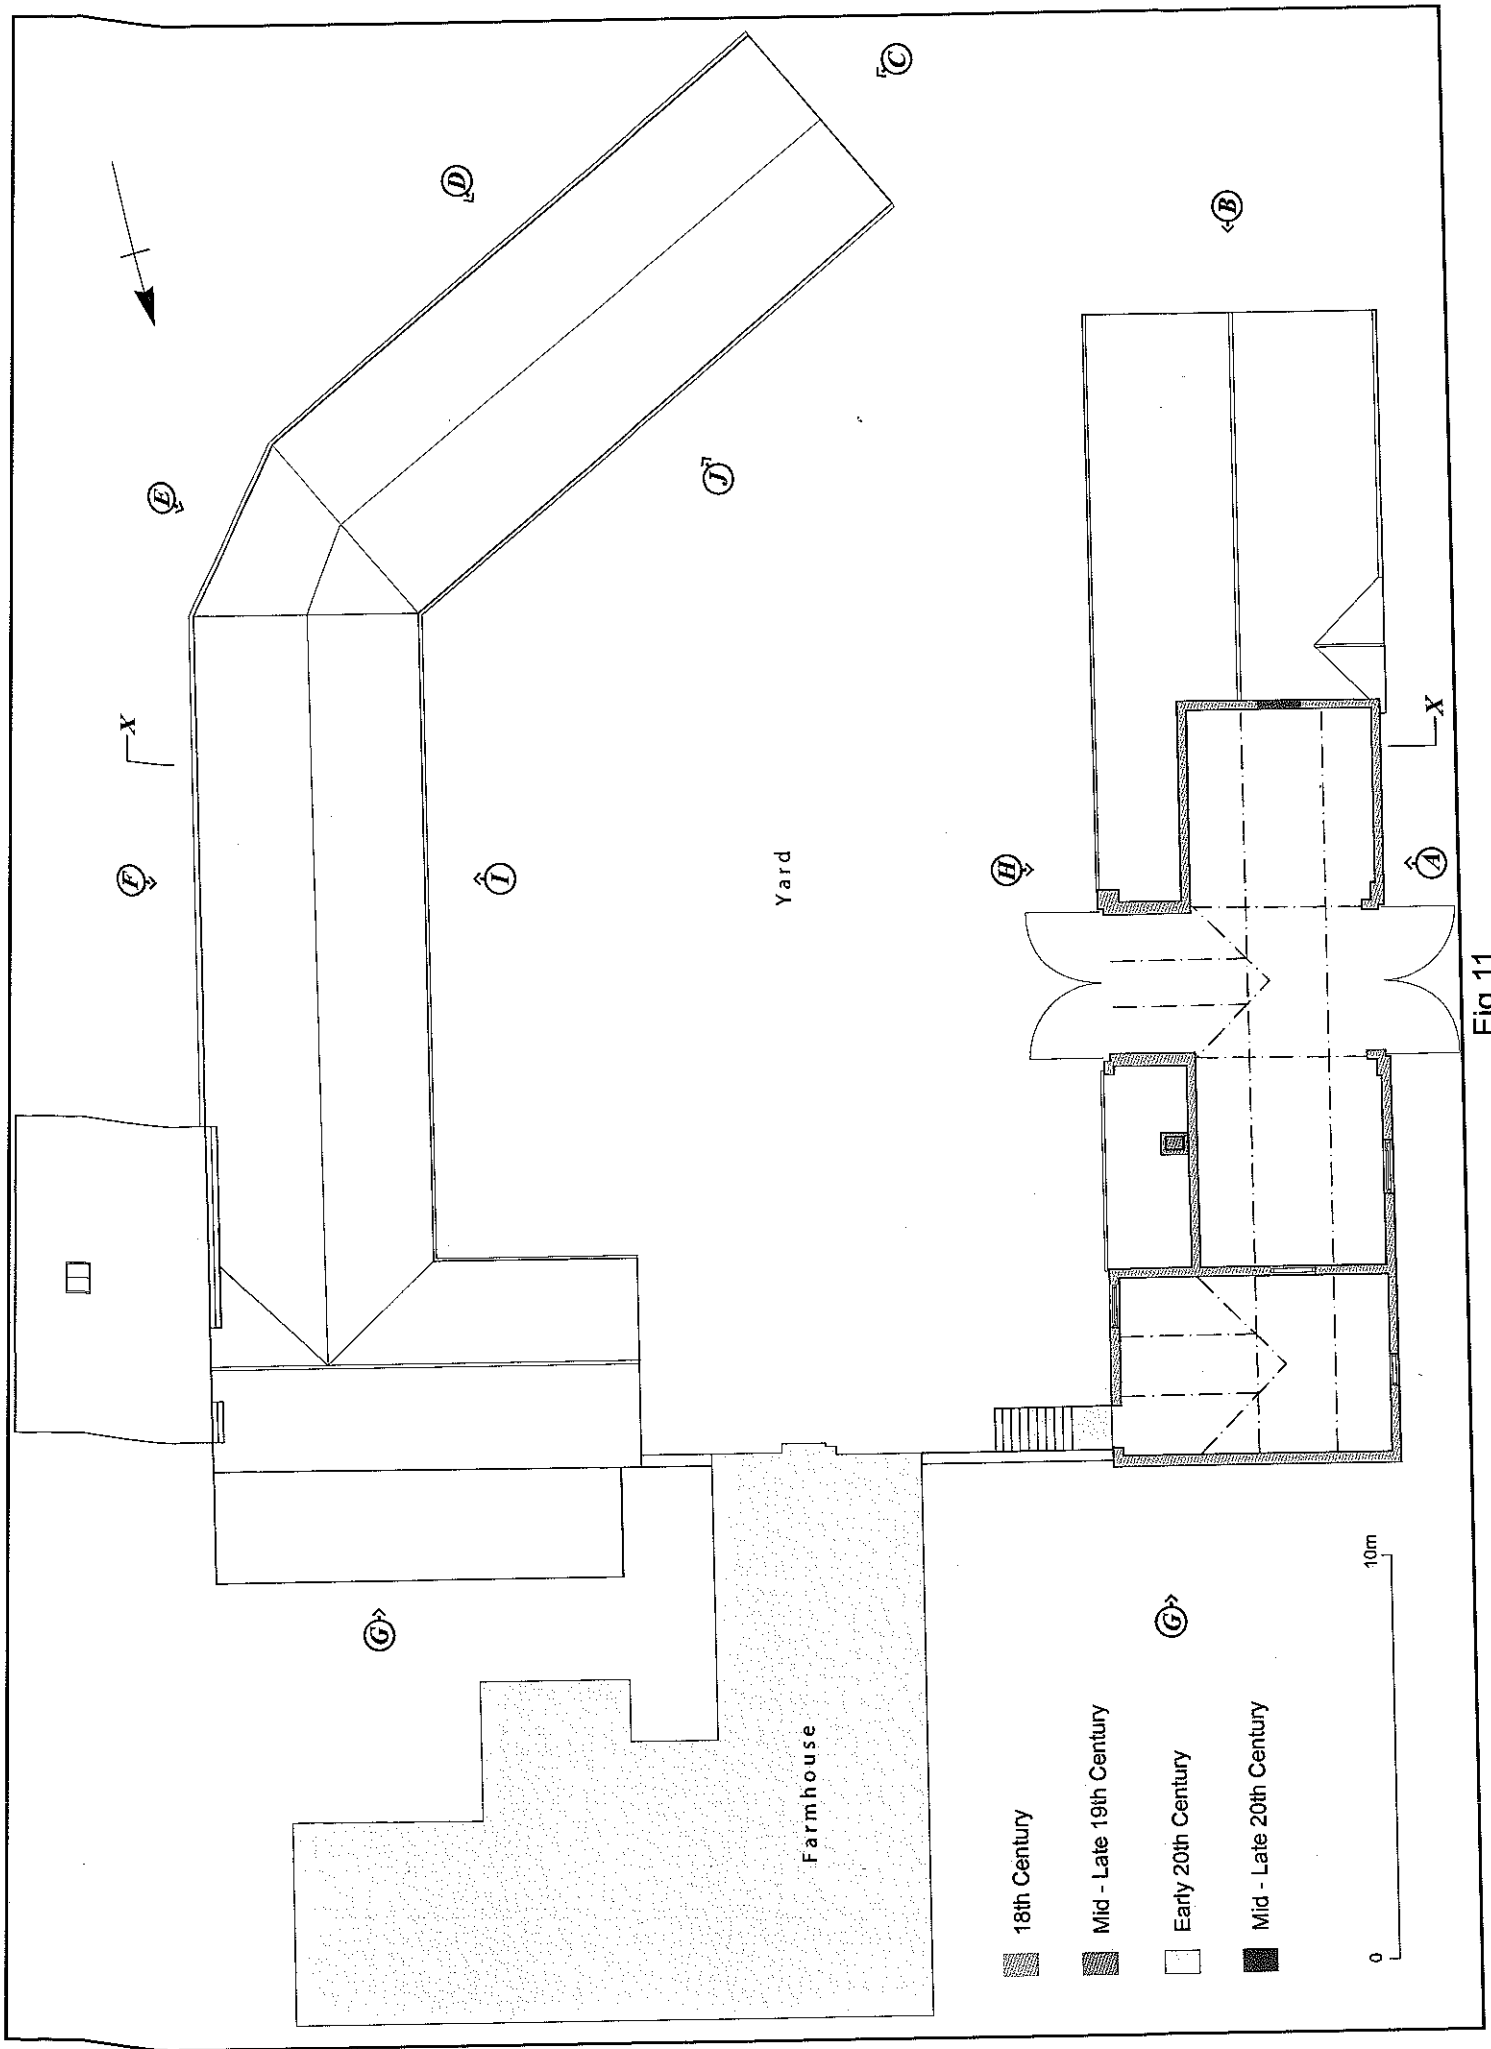 C
D
B
E
J
X
X
F
I
Yard
H
A
Fig 11
G
G
Farmhouse
18th Century
Mid - Late 19th Century
Early 20th Century
Mid - Late 20th Century
0
10m